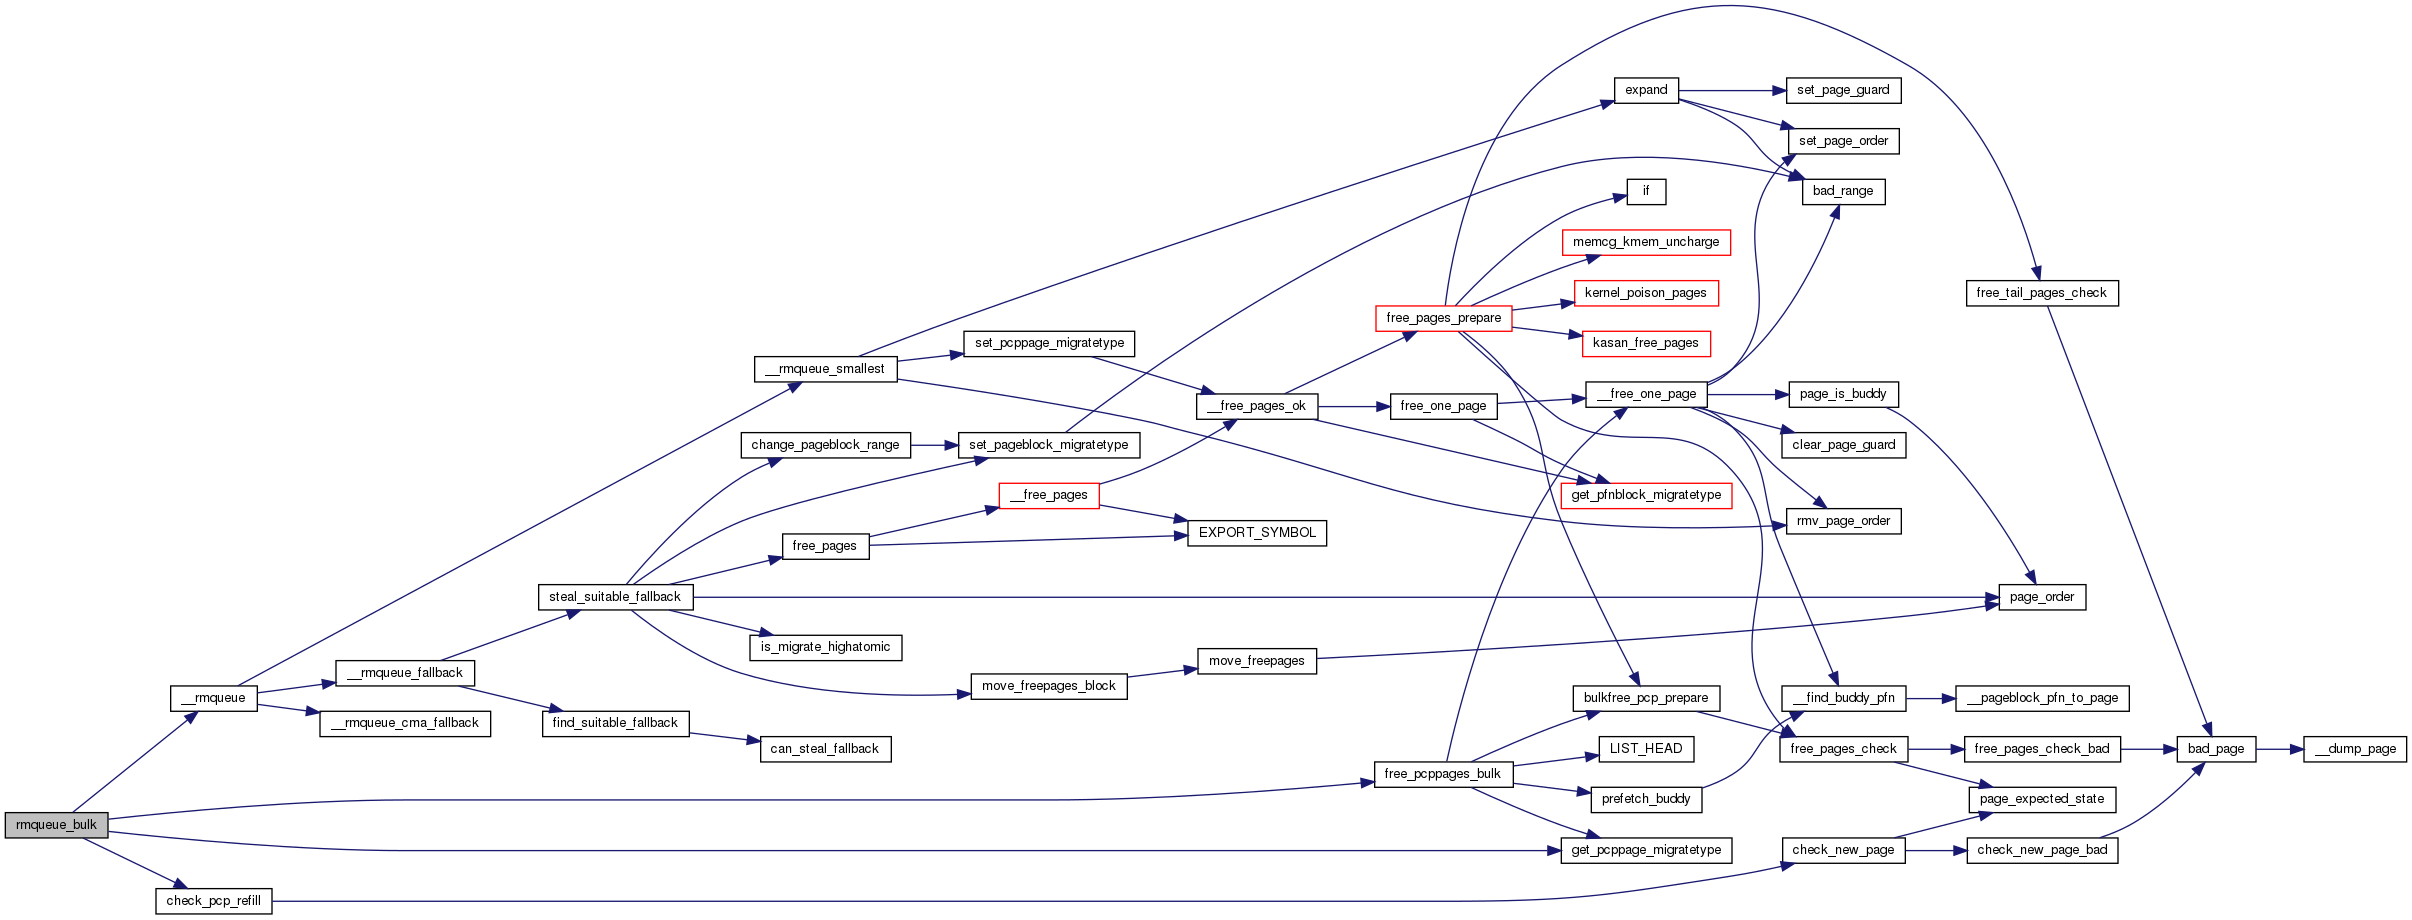 rmqueue_bulk
__rmqueue
check_pcp_refill
__rmqueue_fallback
__rmqueue_cma_fallback
steal_suitable_fallback
find_suitable_fallback
__rmqueue_smallest
change_pageblock_range
free_pages
is_migrate_highatomic
can_steal_fallback
set_pcppage_migratetype
set_pageblock_migratetype
__free_pages
move_freepages_block
__free_pages_ok
EXPORT_SYMBOL
move_freepages
free_pages_prepare
free_one_page
free_pcppages_bulk
expand
if
memcg_kmem_uncharge
kernel_poison_pages
kasan_free_pages
__free_one_page
get_pfnblock_migratetype
bulkfree_pcp_prepare
LIST_HEAD
prefetch_buddy
get_pcppage_migratetype
set_page_guard
set_page_order
bad_range
page_is_buddy
clear_page_guard
rmv_page_order
__find_buddy_pfn
free_pages_check
check_new_page
free_tail_pages_check
page_order
__pageblock_pfn_to_page
free_pages_check_bad
page_expected_state
check_new_page_bad
bad_page
__dump_page